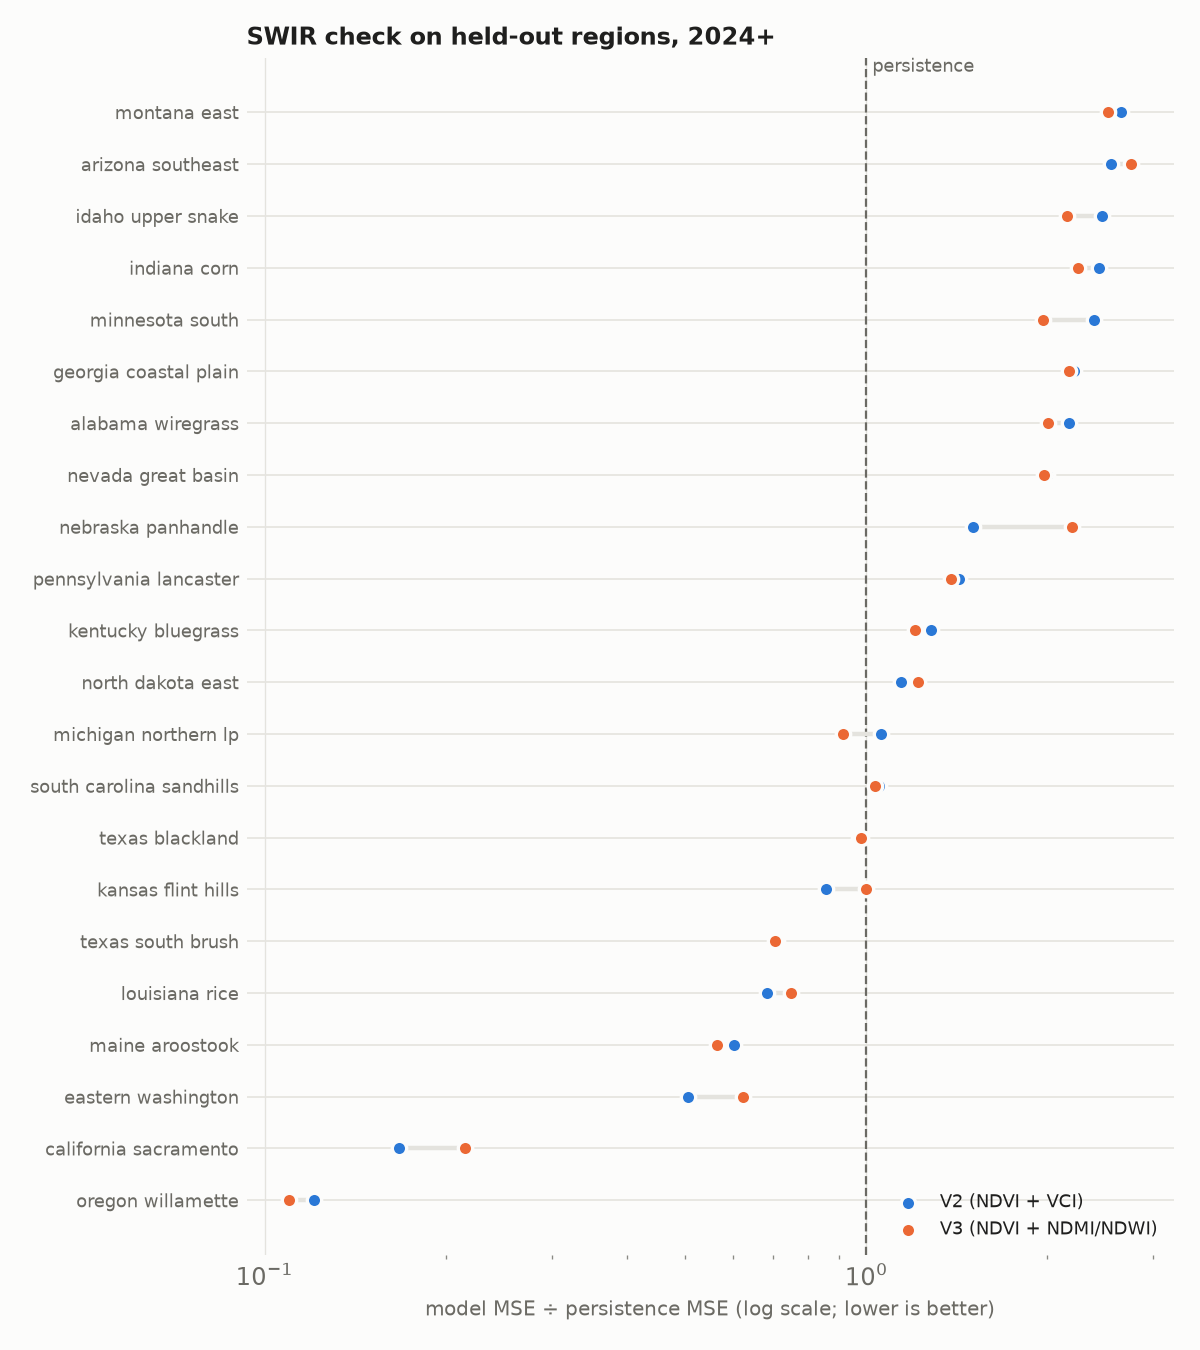 SWIR check on held-out regions, 2024+
persistence
montana east
arizona southeast
idaho upper snake
indiana corn
minnesota south
georgia coastal plain
alabama wiregrass
nevada great basin
nebraska panhandle
pennsylvania lancaster
kentucky bluegrass
north dakota east
michigan northern lp
south carolina sandhills
texas blackland
kansas flint hills
texas south brush
louisiana rice
maine aroostook
eastern washington
california sacramento
oregon willamette
V2 (NDVI + VCI)
V3 (NDVI + NDMI/NDWI)
10⁻¹ 10⁰
model MSE ÷ persistence MSE (log scale; lower is better)